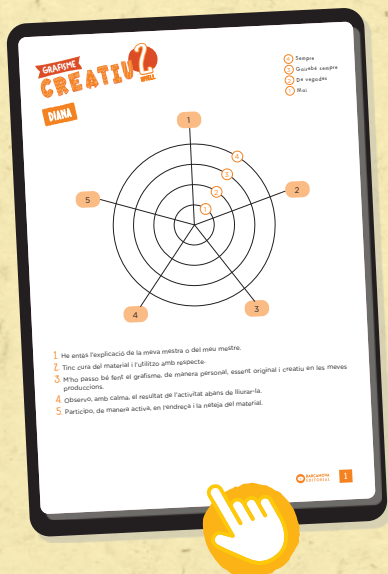 GRAFISME
CREATIU 2
NIVELL
DIANA
4 Sempre
3 Gairebé sempre
2 De vegades
1 Mai
1
2
3
4
5
4
3
2
1
1. He entès l'explicació de la meva mestra o del meu mestre.
2. Tinc cura del material i l'utilitzo amb respecte.
3. M'ho passo bé fent el grafisme, de manera personal, essent original i creatiu en les meves
produccions.
4. Observo, amb calma, el resultat de l'activitat abans de lliurar-la.
5. Participo, de manera activa, en l'endreça i la neteja del material.
BARCANOVA
EDITORIAL
1